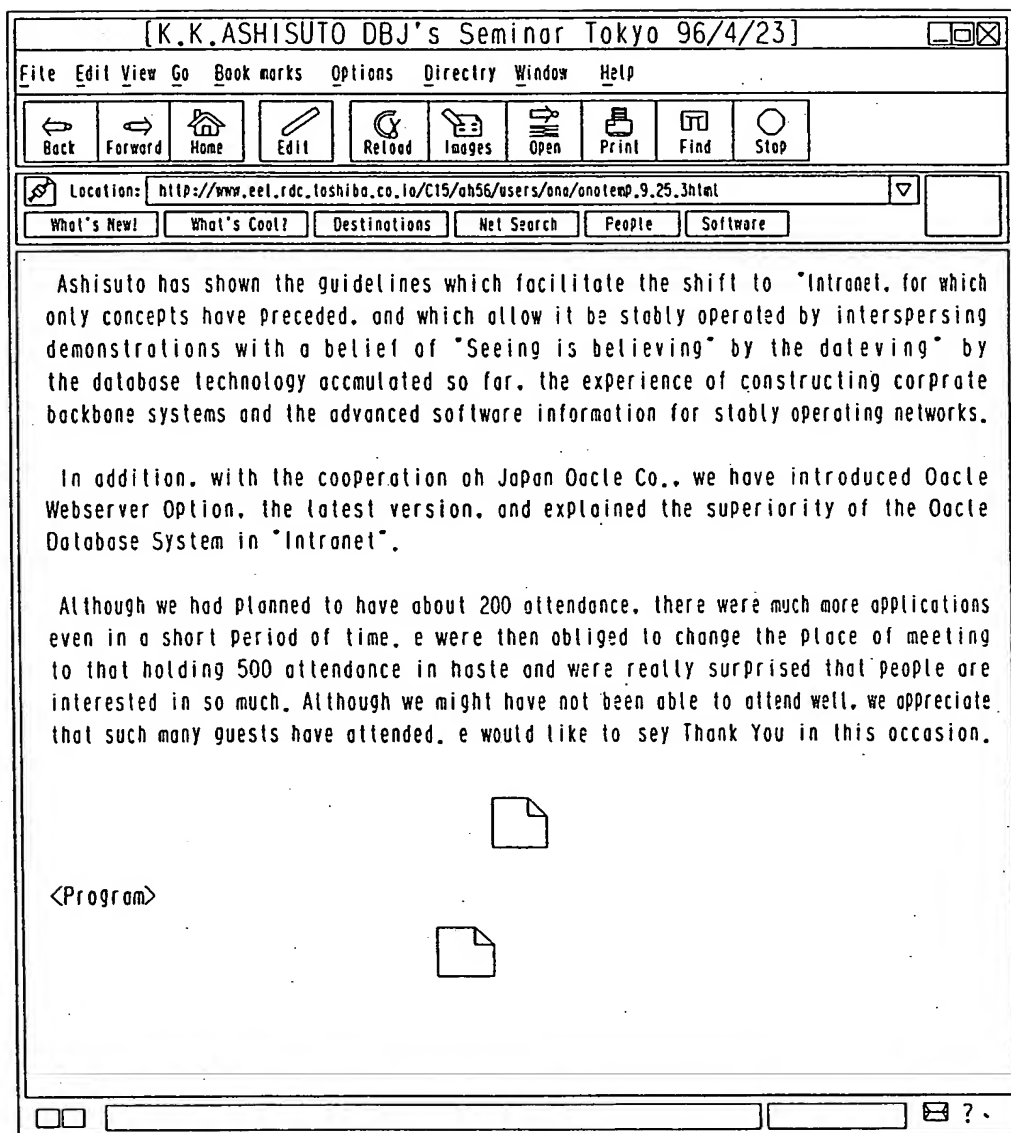 [K.K.ASHISUTO DBJ's Seminar Tokyo 96/4/23]
File Edit View Go Book marks Options Directry Window Help
Back Forward Home Edit Reload Images Open Print Find Stop
Location: http://www.eel.rdc.toshiba.co.io/C15/ah56/users/ono/onotemp.9.25.3html
What's New! What's Cool? Destinations Net Search People Software
Ashisuto has shown the guidelines which facilitate the shift to "Intranet, for which
only concepts have preceded, and which allow it be stably operated by interspersing
demonstrations with a belief of "Seeing is believing" by the dateving" by
the database technology accmulated so far, the experience of constructing corprate
backbone systems and the advanced software information for stably operating networks.
In addition, with the cooperation oh Japan Oacle Co., we have introduced Oacle
Webserver Option, the latest version, and explained the superiority of the Oacle
Database System in "Intranet".
Although we had planned to have about 200 attendance, there were much more applications
even in a short period of time, e were then obliged to change the place of meeting
to that holding 500 attendance in haste and were really surprised that people are
interested in so much. Although we might have not been able to attend well, we appreciate
that such many guests have attended. e would like to sey Thank You in this occasion.
<Program>
?